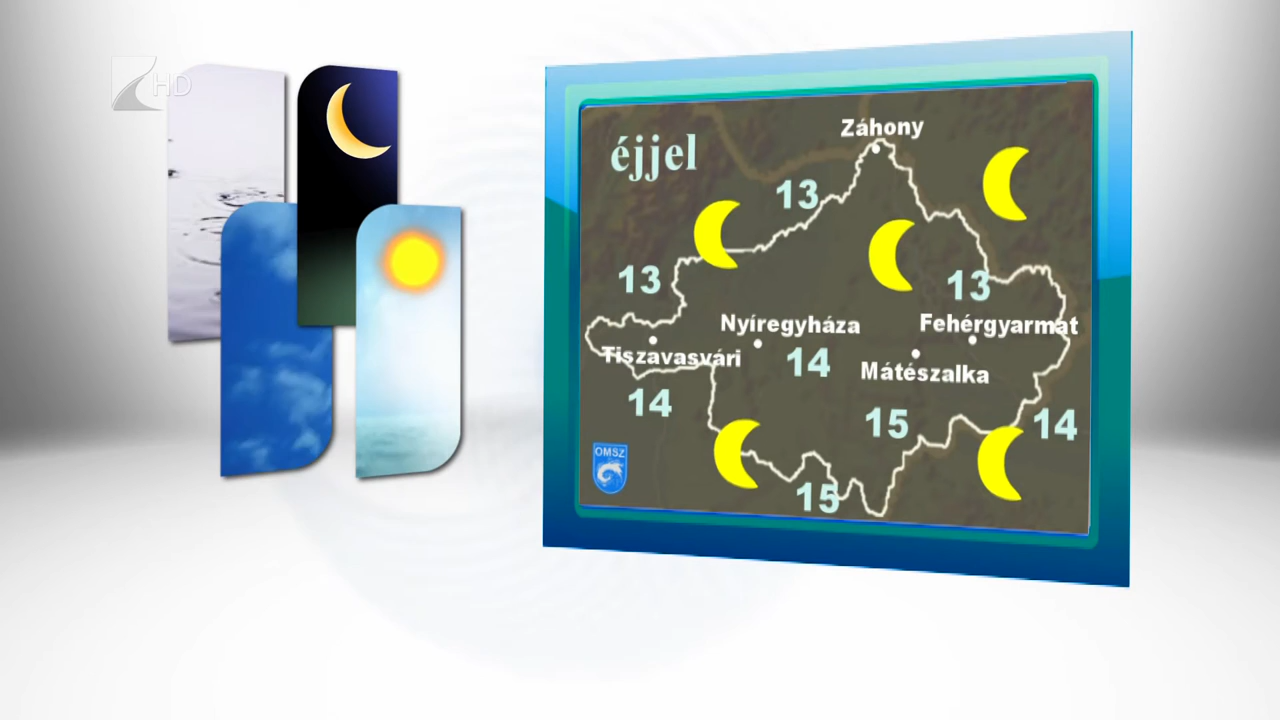 HD
éjjel
Záhony
13
13
13
Nyíregyháza
Fehérgyarmat
Tiszavasvári
14
Mátészalka
14
15
14
OMSZ
15